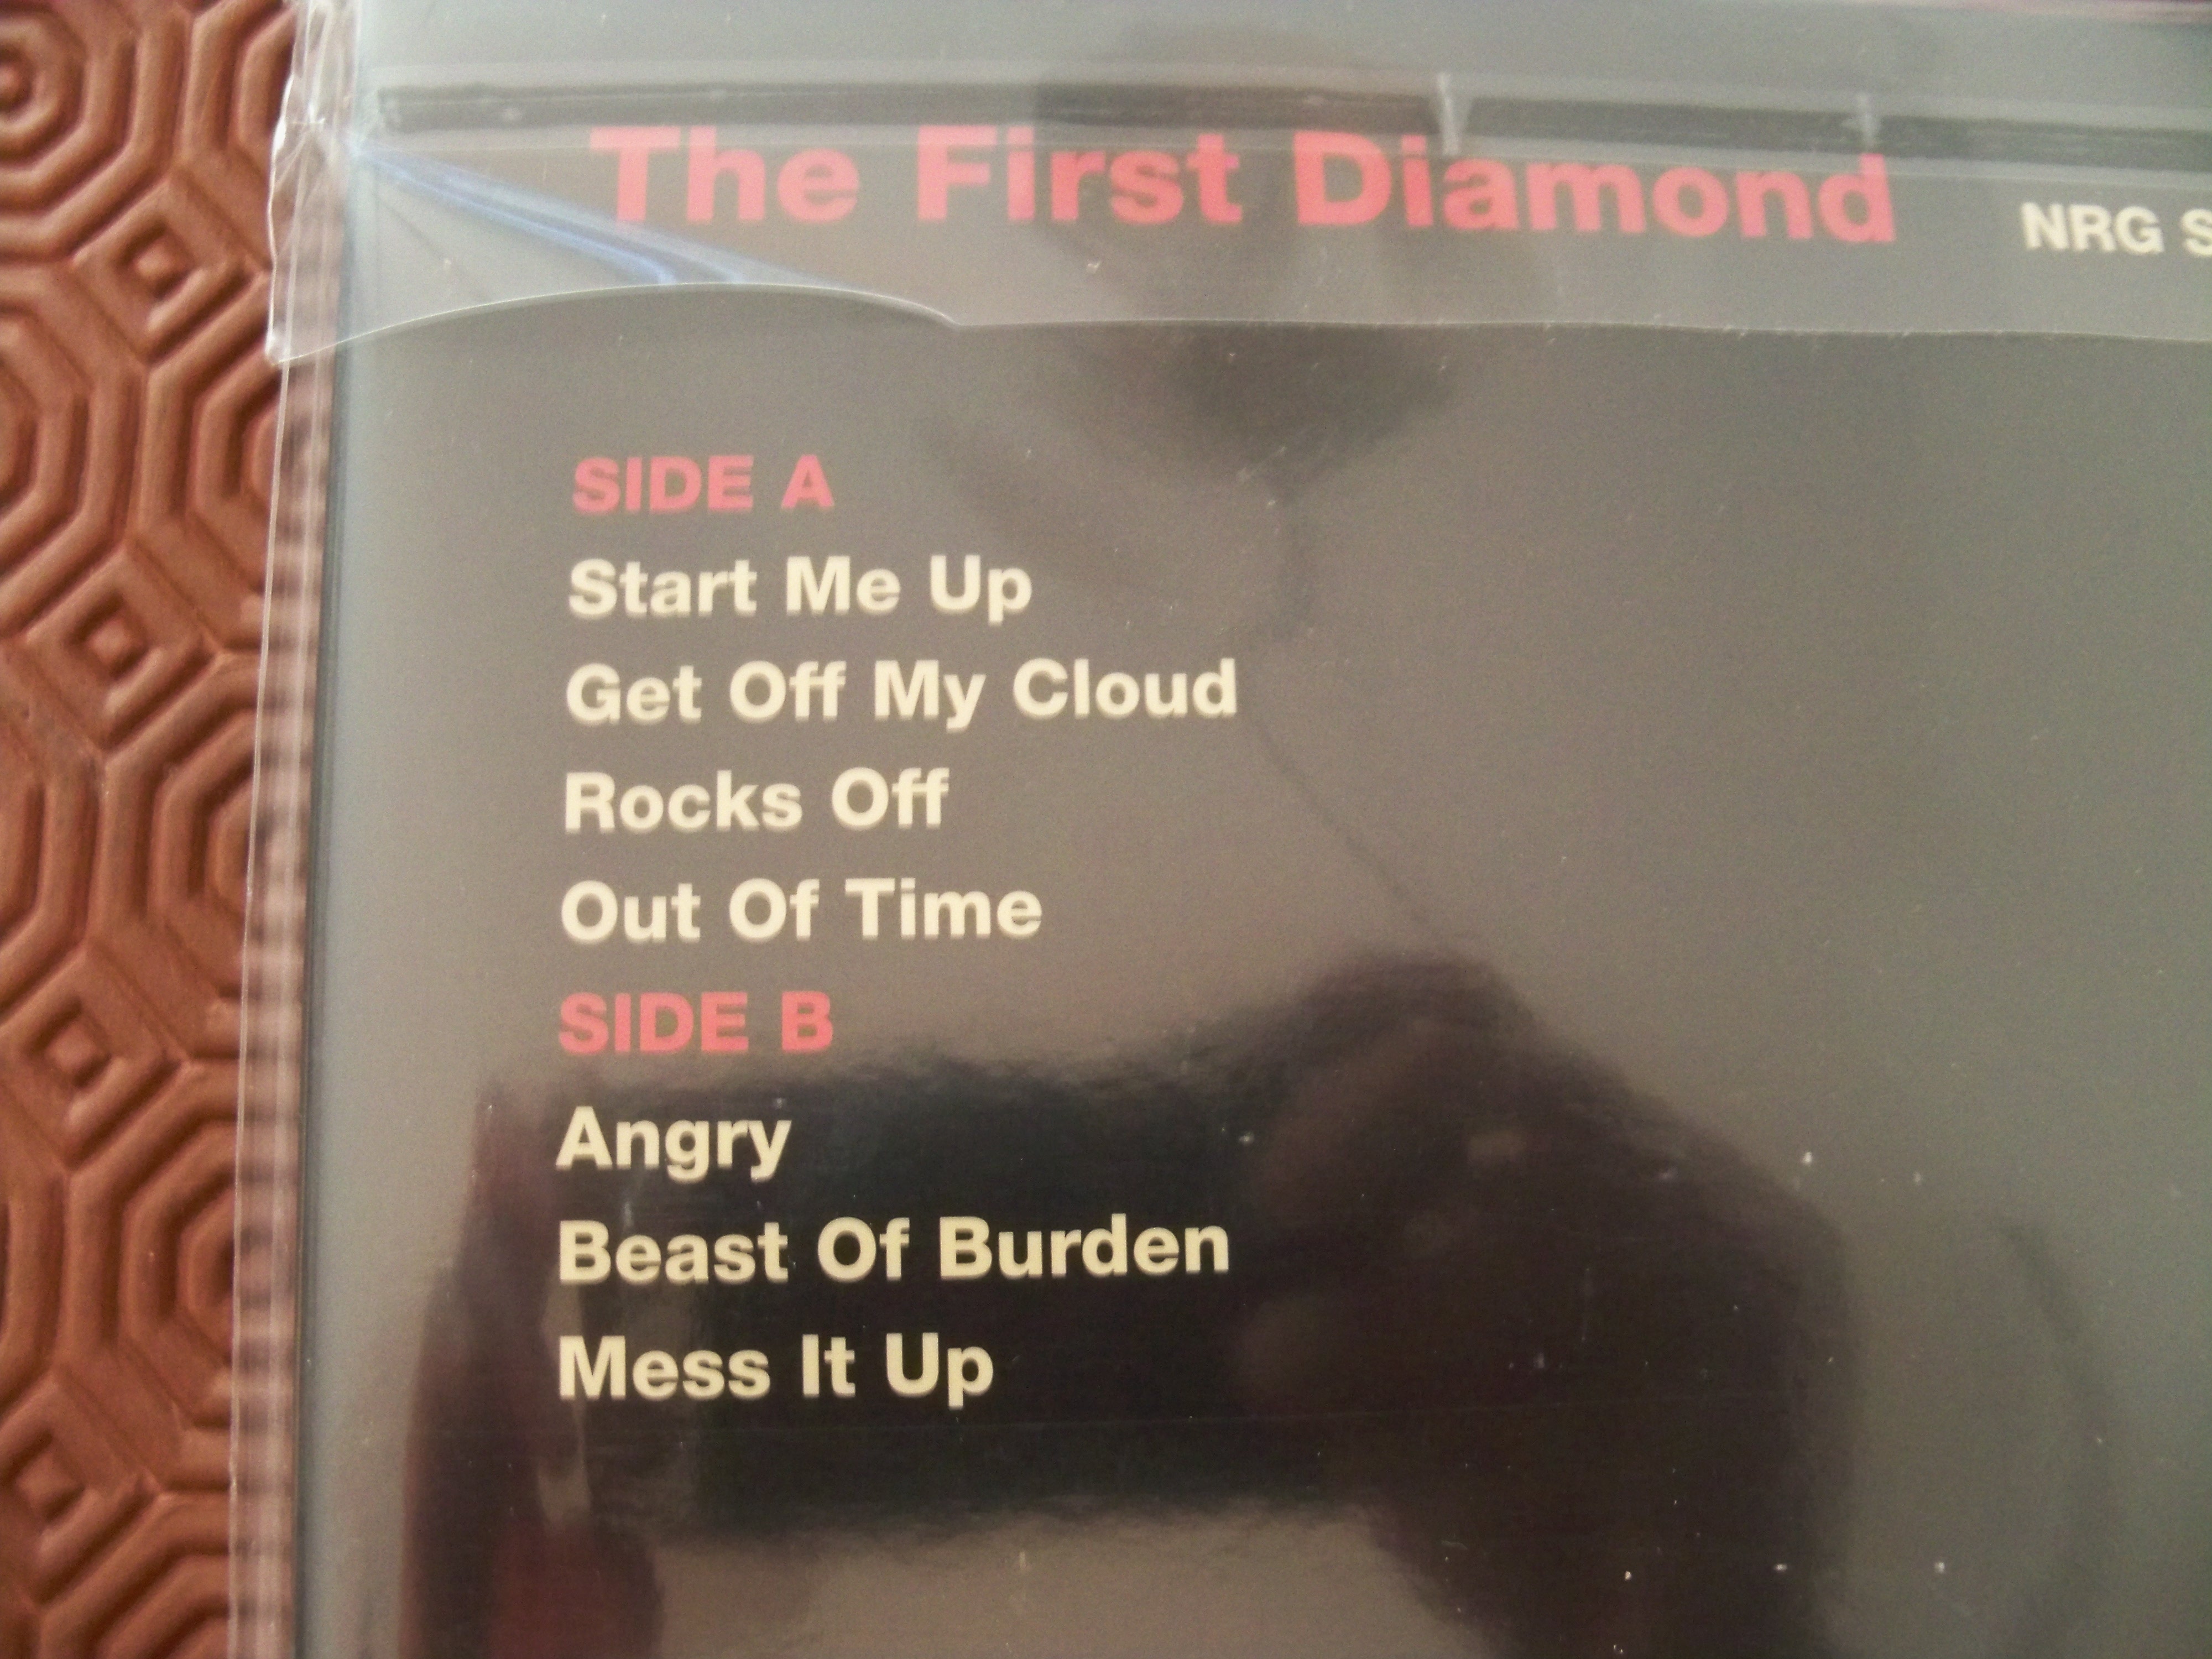 The First Diamond
NRG S
SIDE A
Start Me Up
Get Off My Cloud
Rocks Off
Out Of Time
SIDE B
Angry
Beast Of Burden
Mess It Up